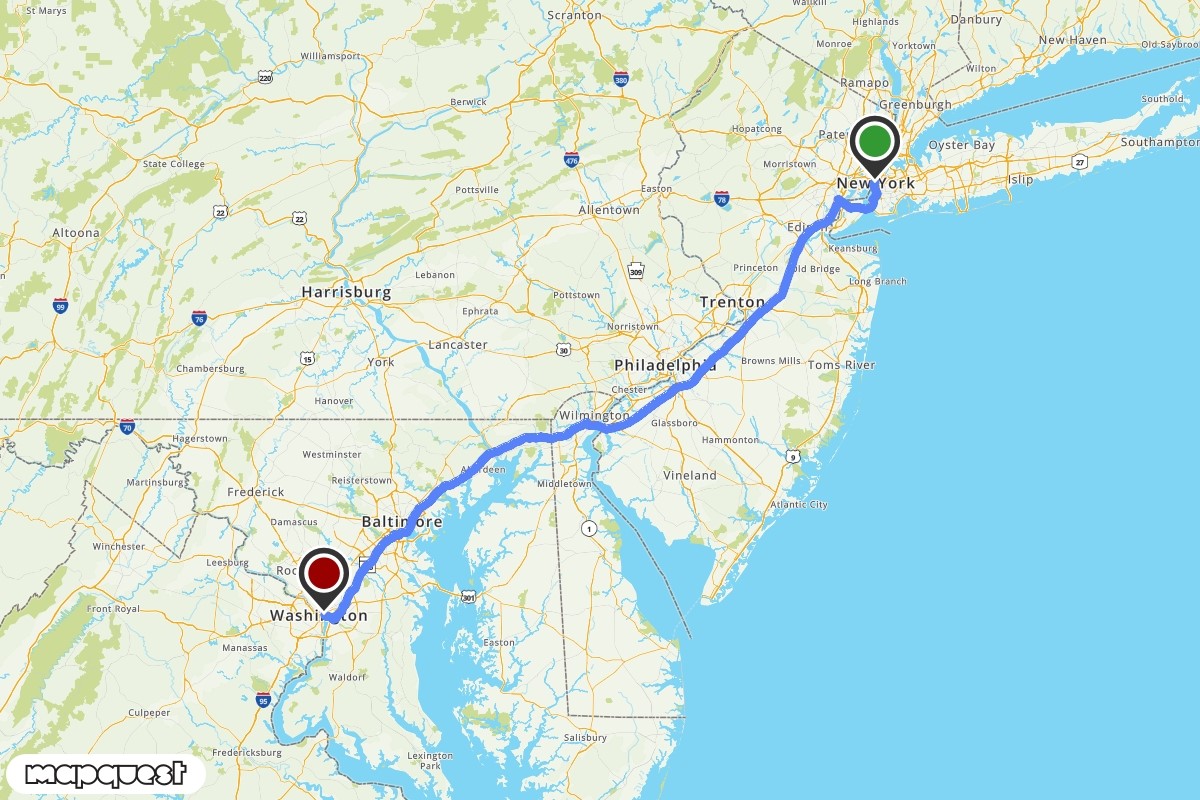 St Marys
Scranton
Wallkill
Highlands
Danbury
Williamsport
220
380
Monroe
Yorktown
New Haven
Old Saybrook
Wilton
Berwick
Ramapo
Greenburgh
Southold
Hopatcong
Oyster Bay
Southampton
State College
476
Morristown
27
Pottsville
Easton
78
New York
Islip
22
22
Allentown
Altoona
Keansburg
Lebanon
309
Princeton
Old Bridge
Long Branch
Harrisburg
Pottstown
Trenton
99
76
Ephrata
Norristown
15
Lancaster
30
York
Philadelphia
Browns Mills
Toms River
Chambersburg
Chester
Hanover
Wilmington
Glassboro
70
Hagerstown
Hammonton
Westminster
9
Aberdeen
Reisterstown
Vineland
Martinsburg
Middletown
Frederick
Atlantic City
Damascus
Baltimore
1
Winchester
Leesburg
301
Front Royal
Washington
Manassas
Easton
Waldorf
95
Culpeper
Salisbury
Fredericksburg
Lexington
Park
mapquest